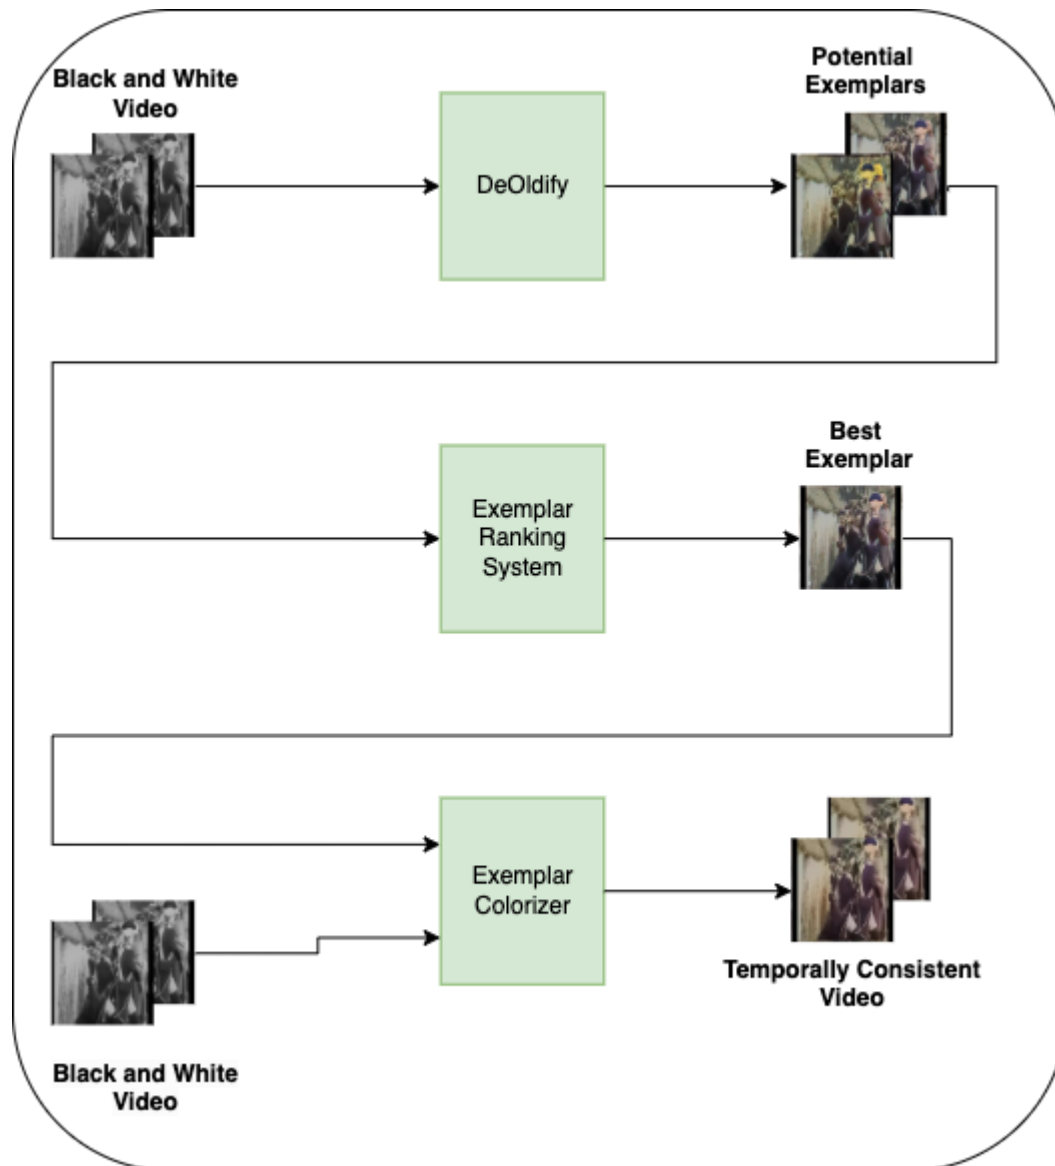 Black and White
Video
DeOldify
Potential
Exemplars
Exemplar
Ranking
System
Best
Exemplar
Exemplar
Colorizer
Temporally Consistent
Video
Black and White
Video